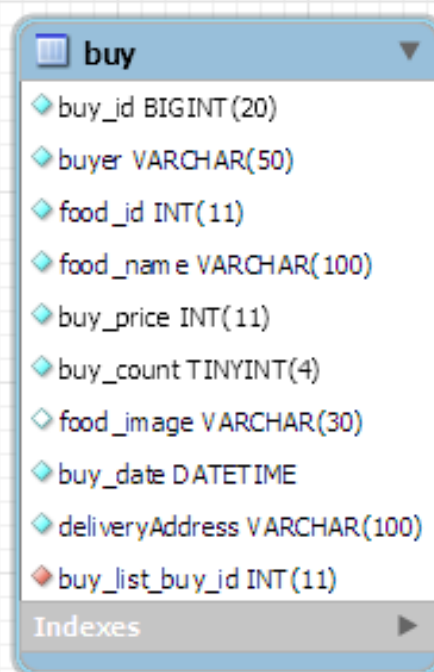 buy
buy_id BIGINT(20)
buyer VARCHAR(50)
food_id INT(11)
food_name VARCHAR(100)
buy_price INT(11)
buy_count TINYINT(4)
food_image VARCHAR(30)
buy_date DATETIME
deliveryAddress VARCHAR(100)
buy_list_buy_id INT(11)
Indexes